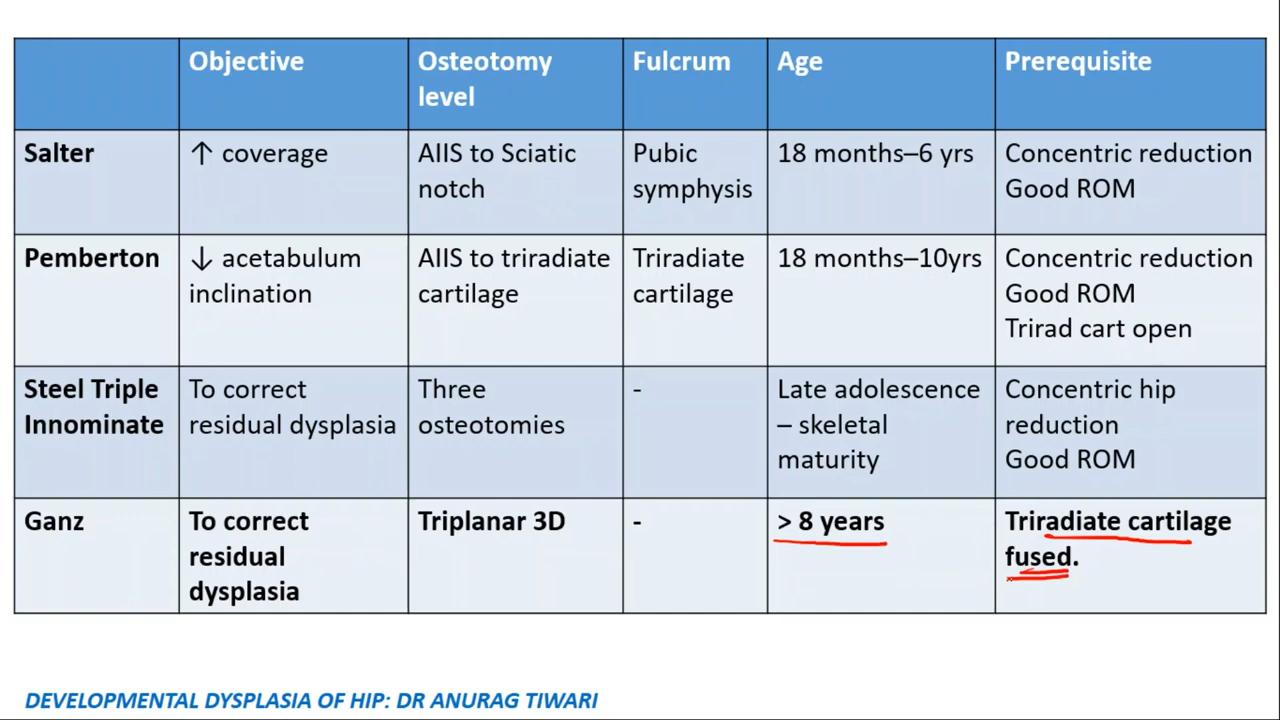 Objective Osteotomy level Fulcrum Age Prerequisite
Salter ↑ coverage AIIS to Sciatic notch Pubic symphysis 18 months–6 yrs Concentric reduction Good ROM
Pemberton ↓ acetabulum inclination AIIS to triradiate cartilage Triradiate cartilage 18 months–10yrs Concentric reduction Good ROM Trirad cart open
Steel Triple Innominate To correct residual dysplasia Three osteotomies - Late adolescence – skeletal maturity Concentric hip reduction Good ROM
Ganz To correct residual dysplasia Triplanar 3D - > 8 years Triradiate cartilage fused.
DEVELOPMENTAL DYSPLASIA OF HIP: DR ANURAG TIWARI